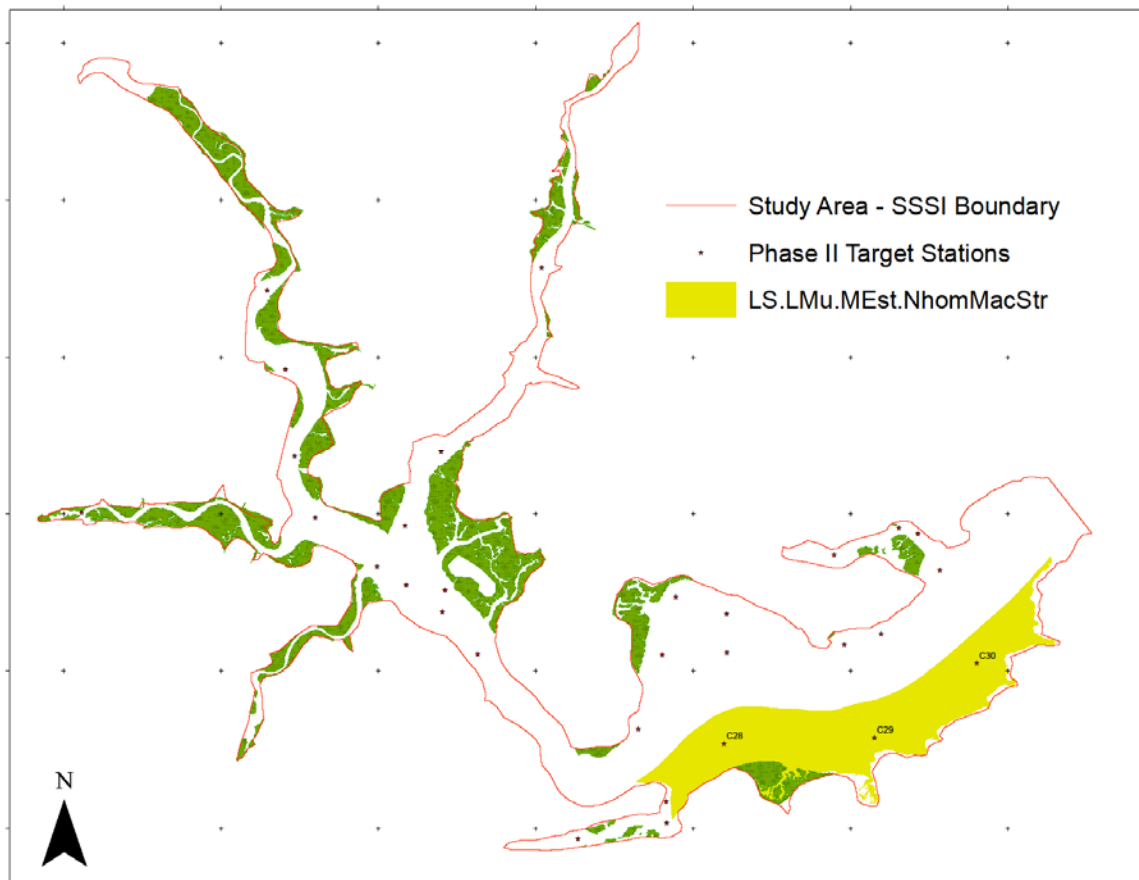 Study Area - SSSI Boundary
Phase II Target Stations
LS.LMu.MEst.NhomMacStr
C30
C29
C28
N